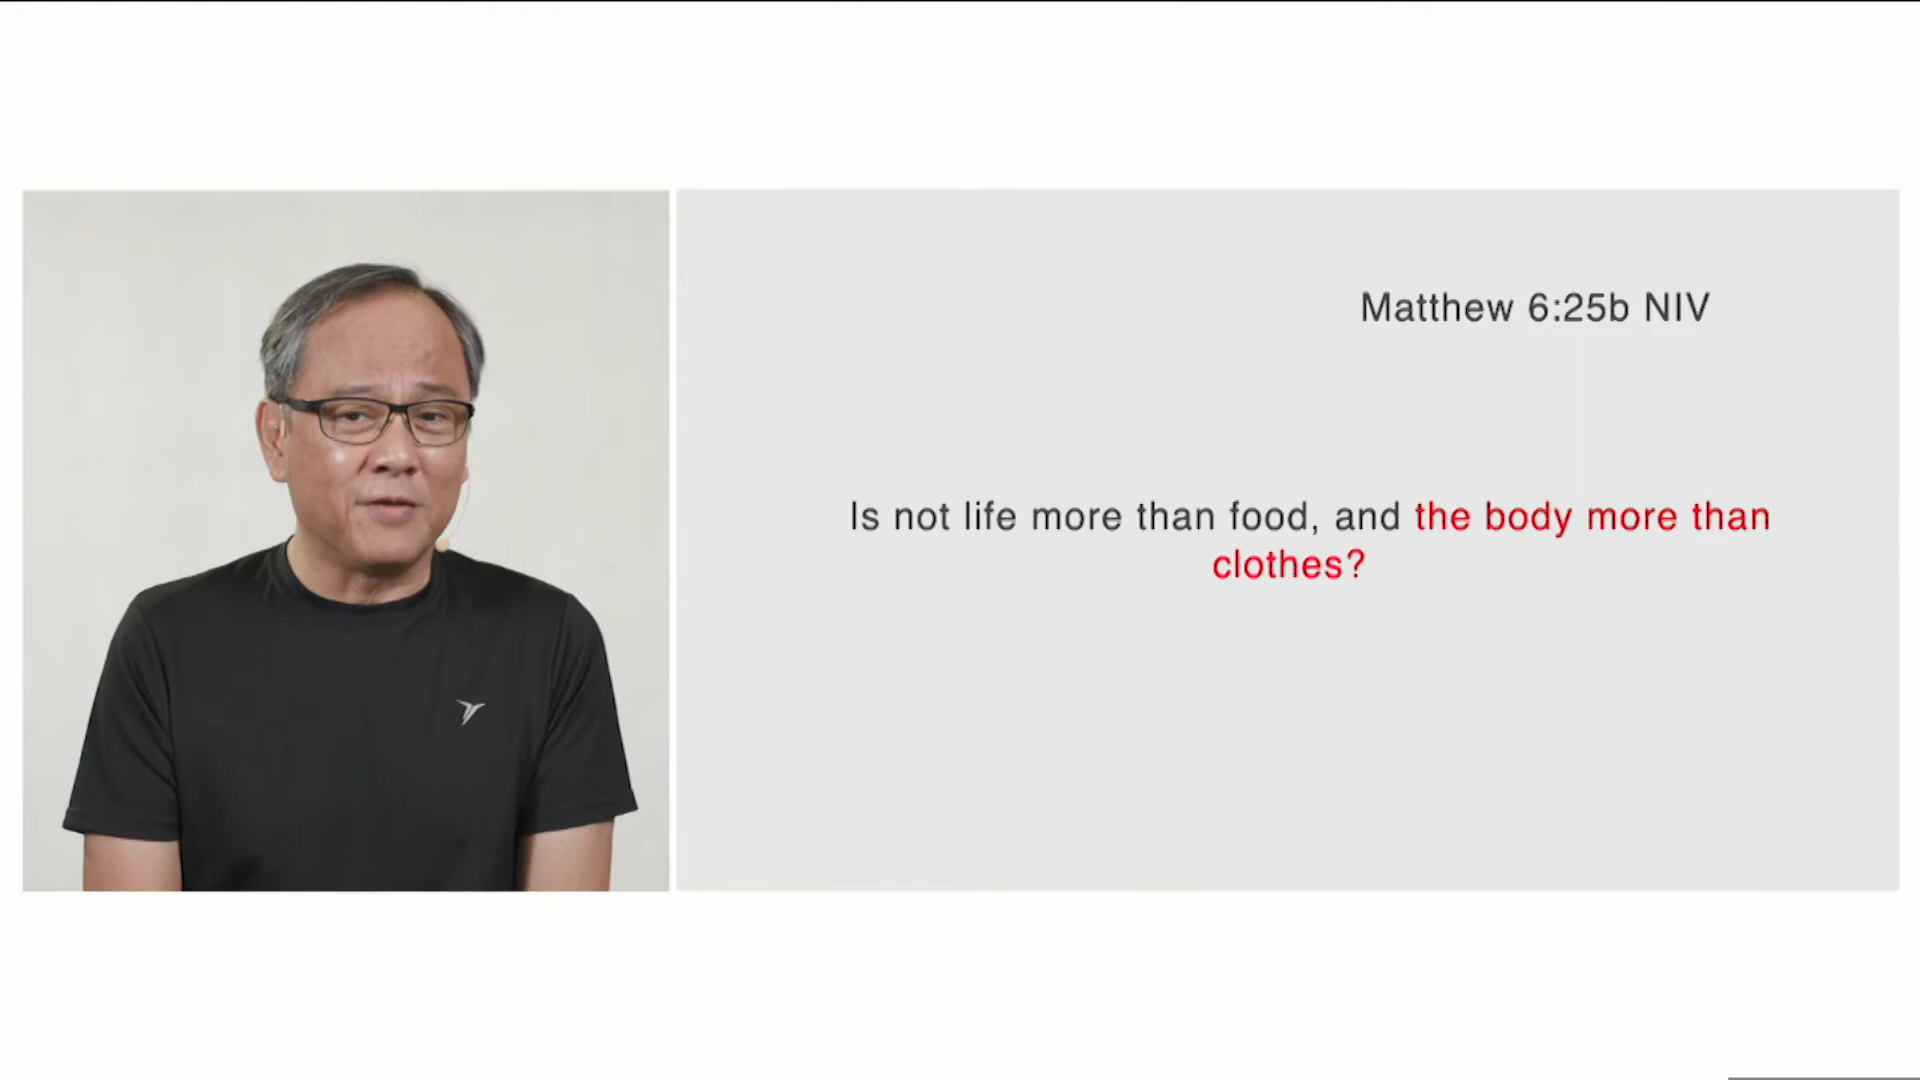 Matthew 6:25b NIV
Is not life more than food, and the body more than
clothes?